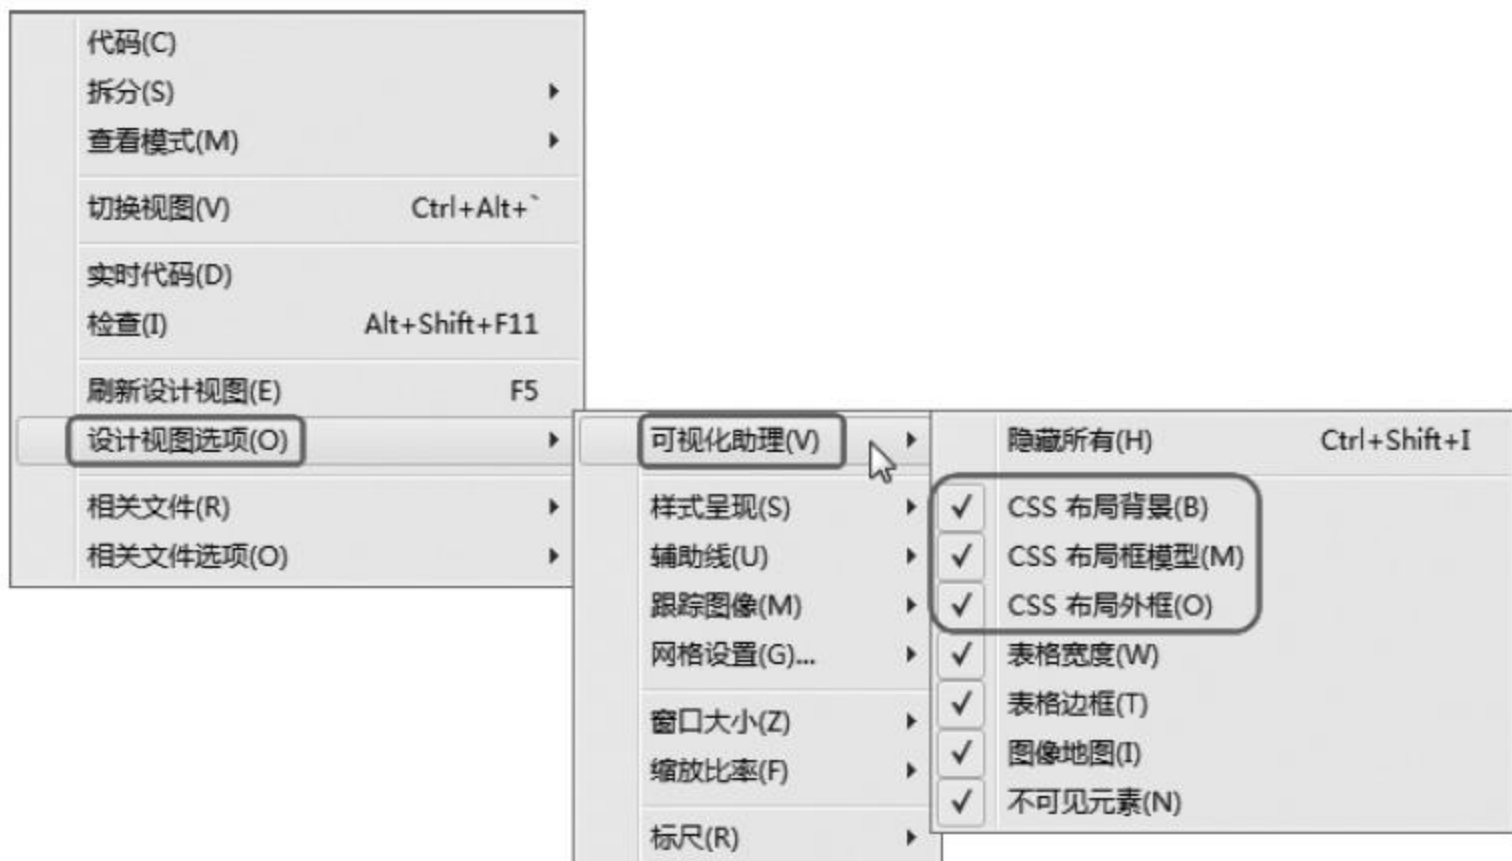 代码(C)
拆分(S)
查看模式(M)
切换视图(V) Ctrl+Alt+`
实时代码(D)
检查(I) Alt+Shift+F11
刷新设计视图(E) F5
设计视图选项(O)
相关文件(R)
相关文件选项(O)
可视化助理(V)
样式呈现(S)
辅助线(U)
跟踪图像(M)
网格设置(G)...
窗口大小(Z)
缩放比率(F)
标尺(R)
隐藏所有(H) Ctrl+Shift+I
CSS 布局背景(B)
CSS 布局框模型(M)
CSS 布局外框(O)
表格宽度(W)
表格边框(T)
图像地图(I)
不可见元素(N)